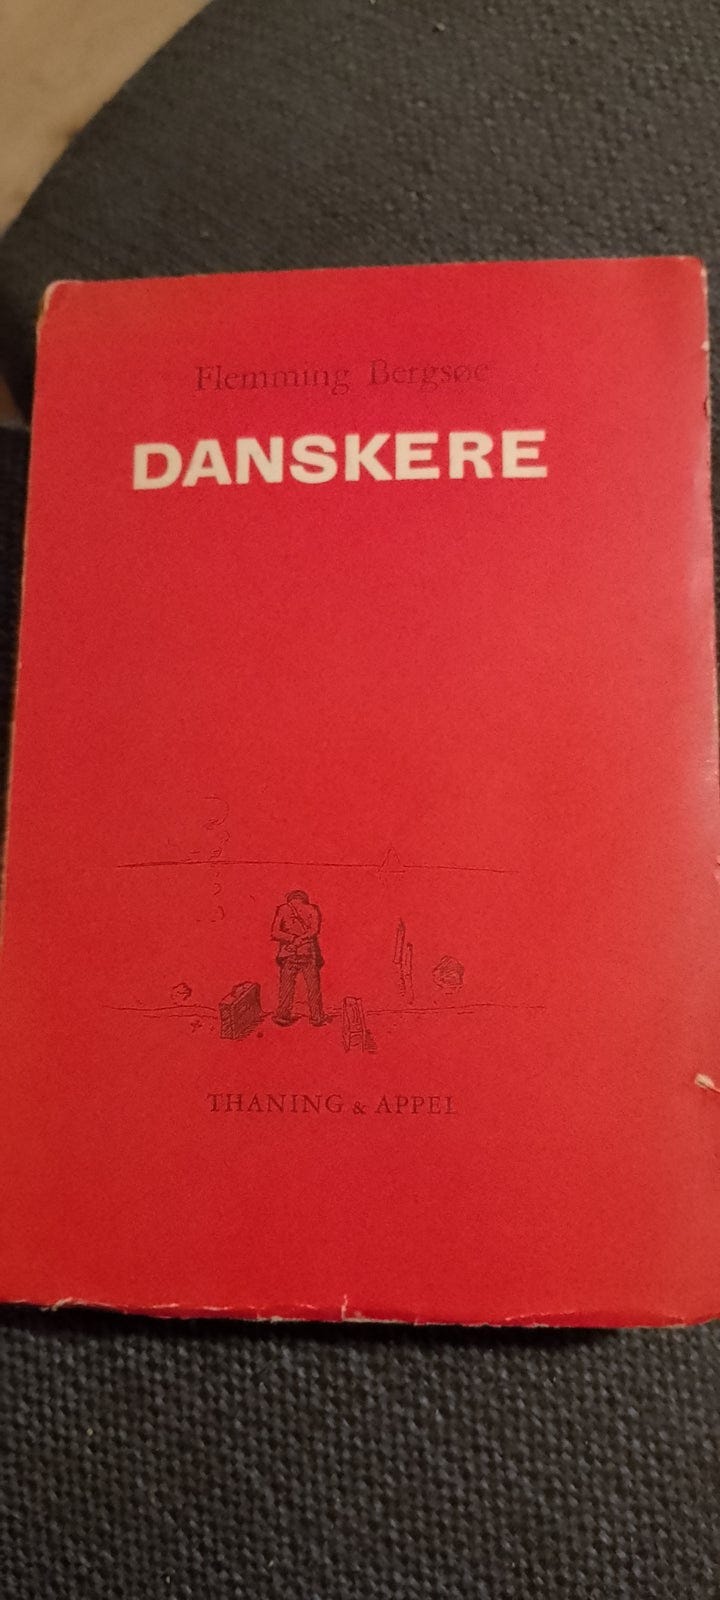 Flemming Bergsøe
DANSKERE
THANING & APPEL